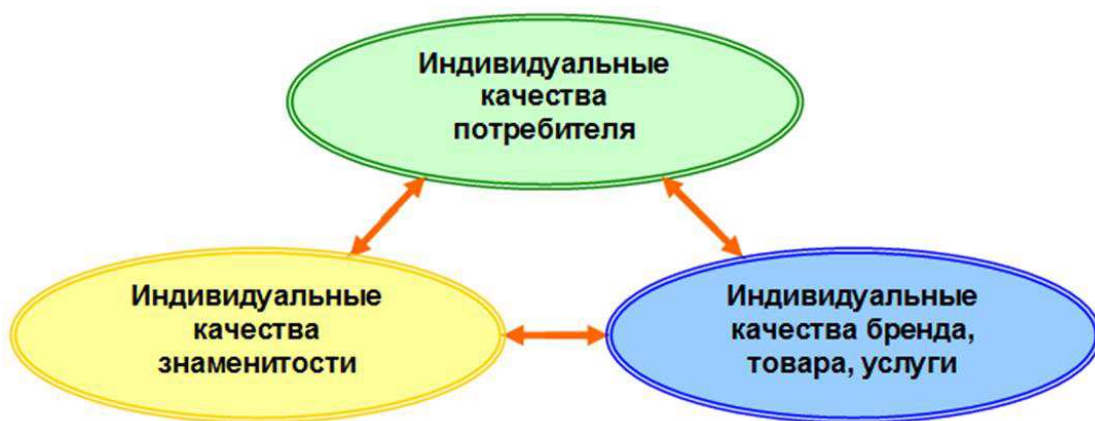 Индивидуальные
качества
потребителя
Индивидуальные
качества
знаменитости
Индивидуальные
качества бренда,
товара, услуги